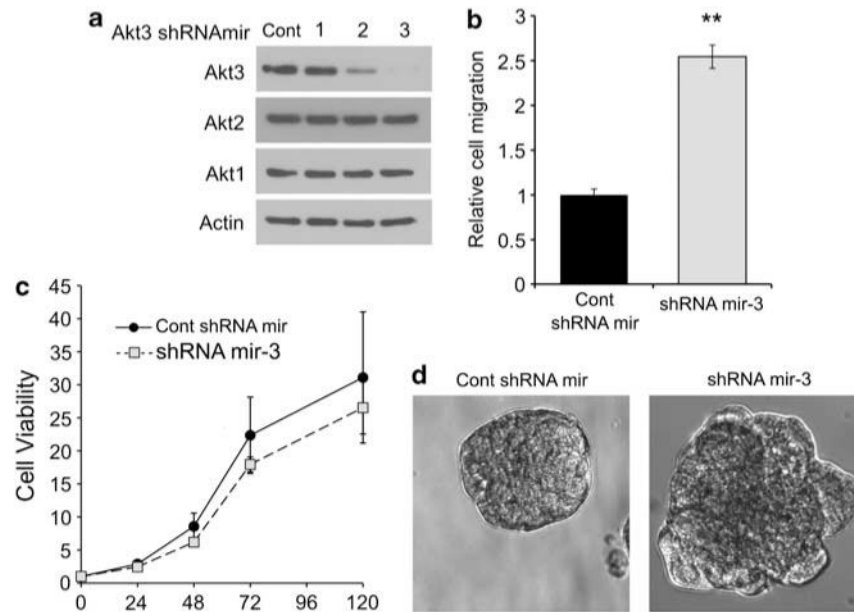 a
Akt3 shRNAmir Cont 1 2 3
Akt3
Akt2
Akt1
Actin
b
**
Relative cell migration
3
2.5
2
1.5
1
0.5
0
Cont
shRNA mir
shRNA mir-3
c
Cell Viability
45
40
35
30
25
20
15
10
5
0
Cont shRNA mir
shRNA mir-3
0 24 48 72 96 120
d
Cont shRNA mir
shRNA mir-3